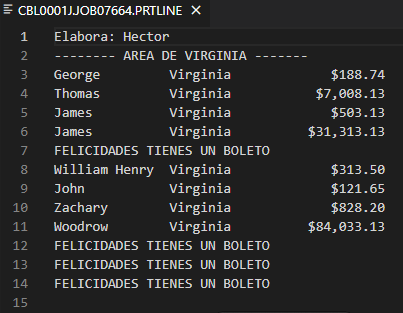 CBL0001J.JOB07664.PRTLINE
1 Elabora: Hector
2 -------- AREA DE VIRGINIA -------
3 George Virginia $188.74
4 Thomas Virginia $7,008.13
5 James Virginia $503.13
6 James Virginia $31,313.13
7 FELICIDADES TIENES UN BOLETO
8 William Henry Virginia $313.50
9 John Virginia $121.65
10 Zachary Virginia $828.20
11 Woodrow Virginia $84,033.13
12 FELICIDADES TIENES UN BOLETO
13 FELICIDADES TIENES UN BOLETO
14 FELICIDADES TIENES UN BOLETO
15